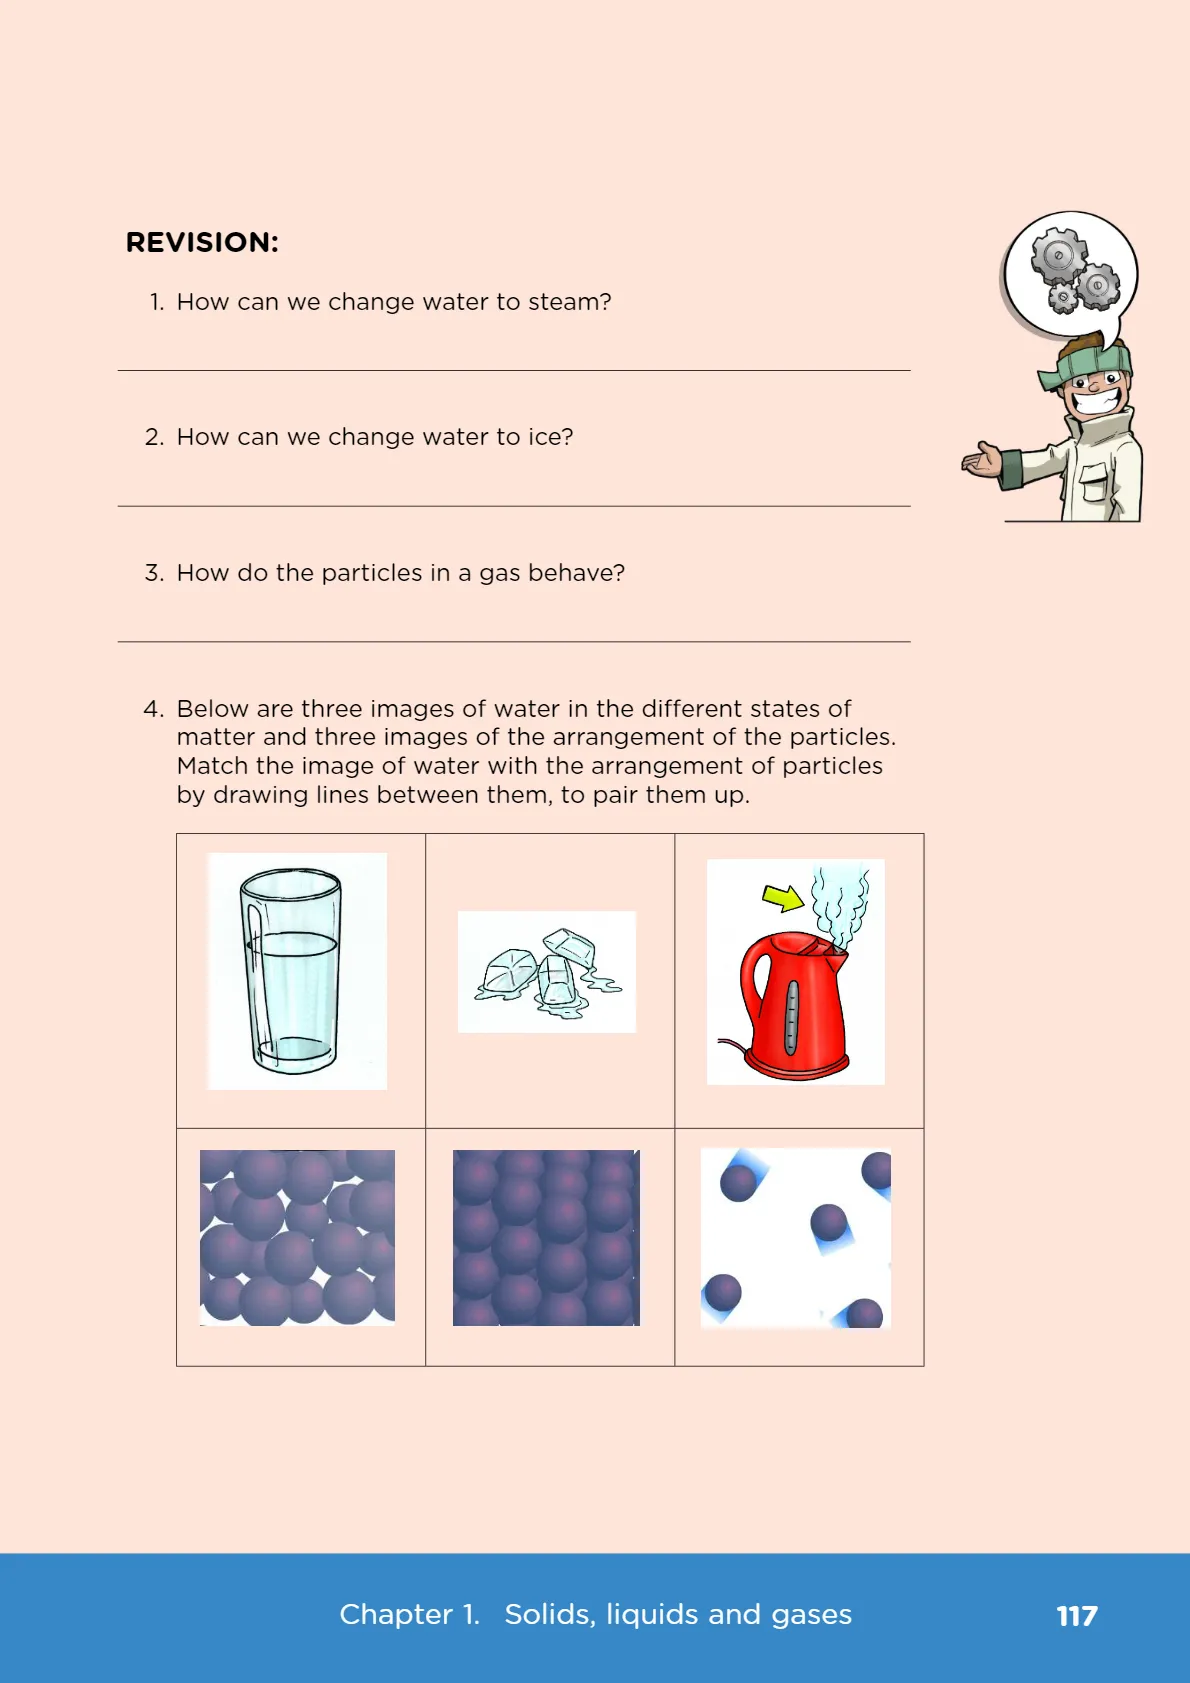 REVISION:
1. How can we change water to steam?
2. How can we change water to ice?
3. How do the particles in a gas behave?
4. Below are three images of water in the different states of
matter and three images of the arrangement of the particles.
Match the image of water with the arrangement of particles
by drawing lines between them, to pair them up.
Chapter 1. Solids, liquids and gases 117